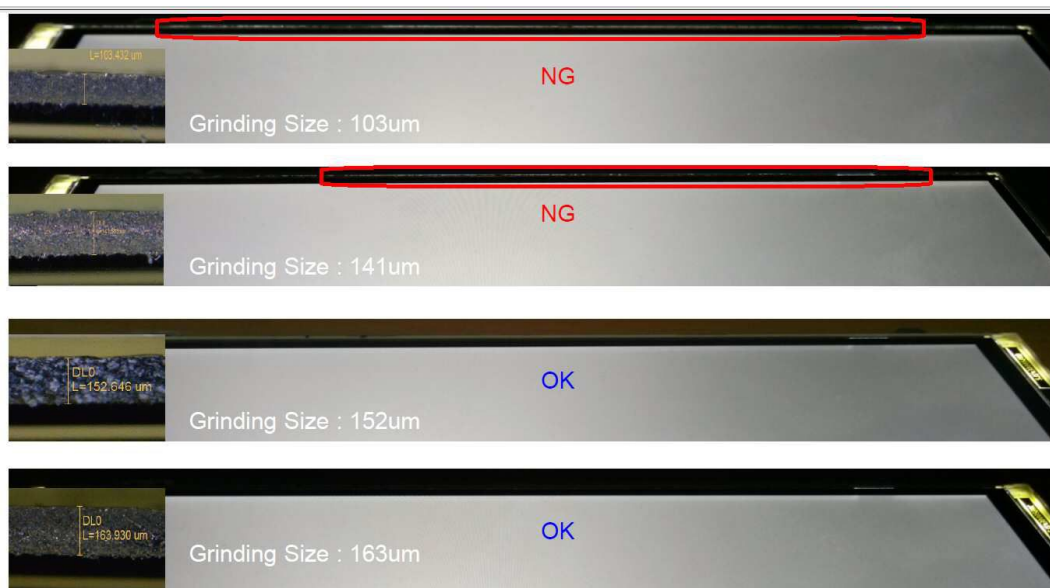 L=103.432 um
NG
Grinding Size : 103um
NG
Grinding Size : 141um
DL0
L=152.646 um
OK
Grinding Size : 152um
DL0
L=163.930 um
OK
Grinding Size : 163um